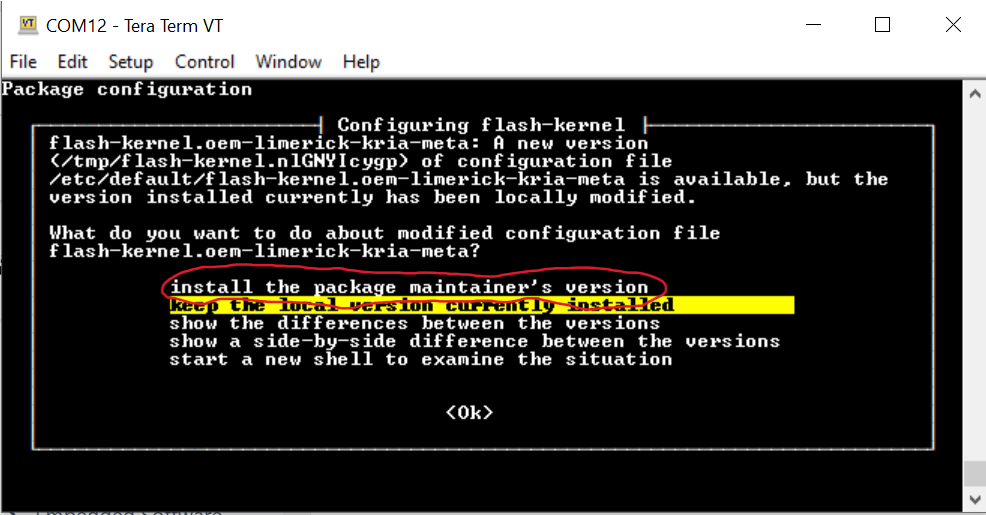 COM12 - Tera Term VT
File Edit Setup Control Window Help
Package configuration
Configuring flash-kernel
flash-kernel.oem-limerick-kria-meta: A new version
(/tmp/flash-kernel.nlGNYIcygp) of configuration file
/etc/default/flash-kernel.oem-limerick-kria-meta is available, but the
version installed currently has been locally modified.
What do you want to do about modified configuration file
flash-kernel.oem-limerick-kria-meta?
install the package maintainer's version
keep the local version currently installed
show the differences between the versions
show a side-by-side difference between the versions
start a new shell to examine the situation
<Ok>